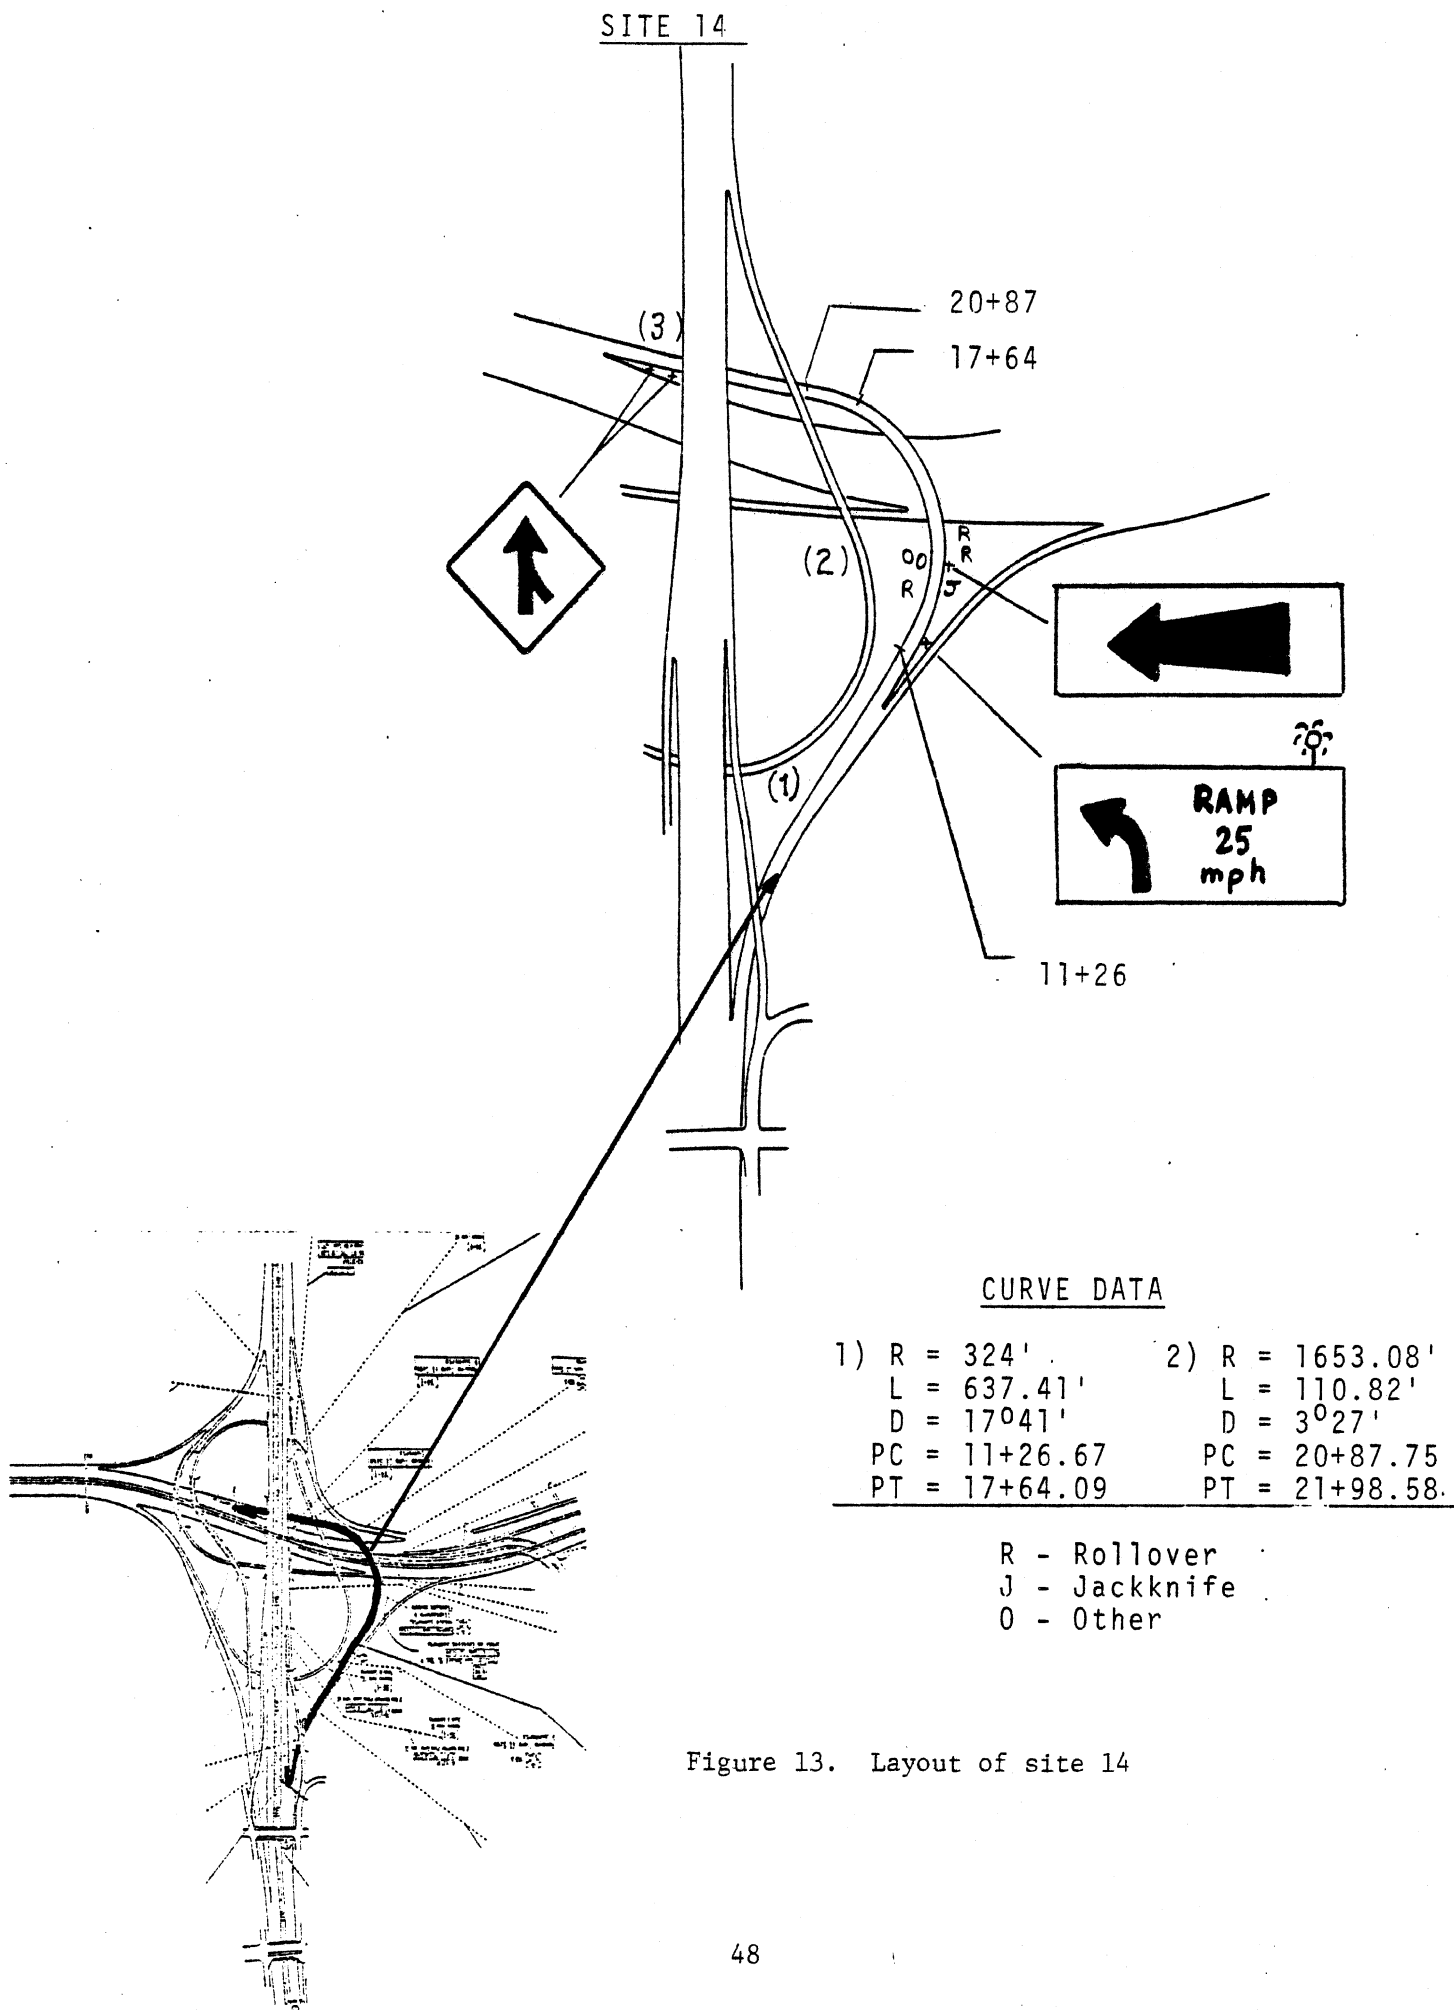 SITE 14
(3)
20+87
17+64
(2)
R
R
OO
R
J
(1)
RAMP
25
mph
11+26
CURVE DATA
1) R = 324' 2) R = 1653.08'
L = 637.41' L = 110.82'
D = 17°41' D = 3°27'
PC = 11+26.67 PC = 20+87.75
PT = 17+64.09 PT = 21+98.58
R - Rollover
J - Jackknife
O - Other
Figure 13. Layout of site 14
48